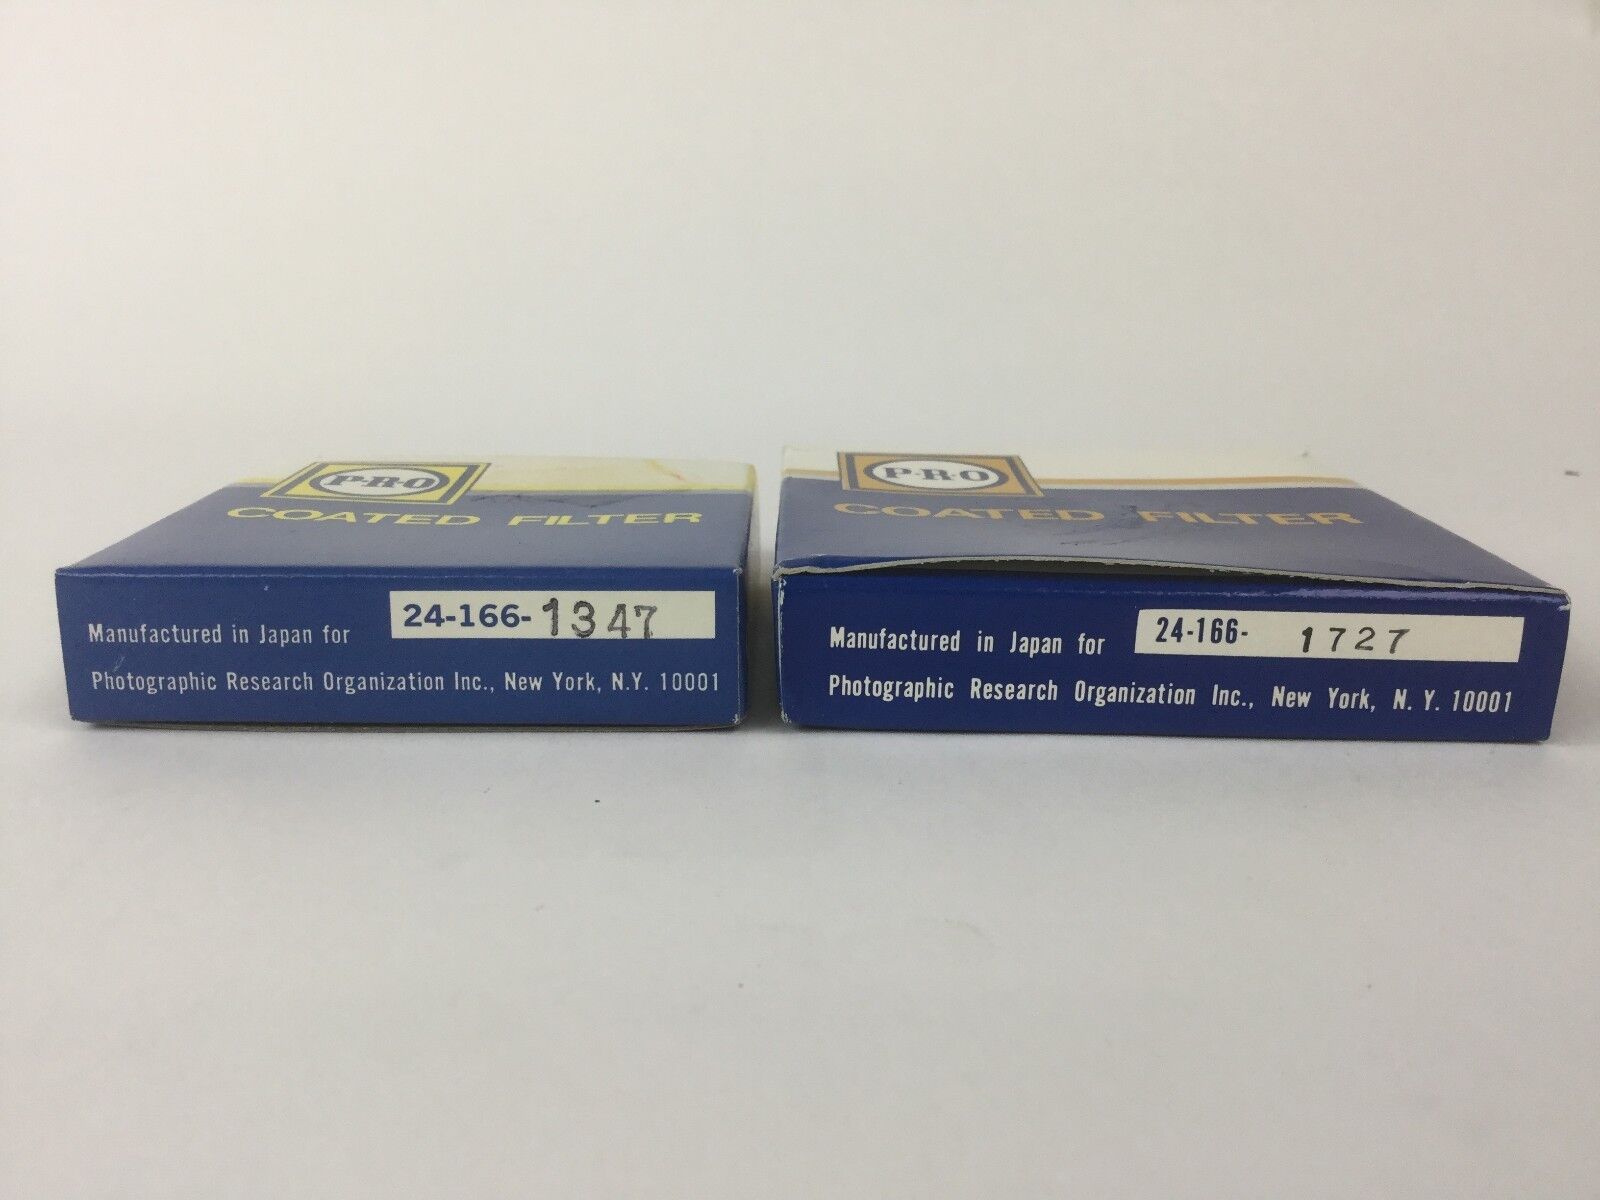 P·R·O
COATED FILTER
24-166-1347
Manufactured in Japan for
Photographic Research Organization Inc., New York, N.Y. 10001
P·R·O
COATED FILTER
24-166- 1727
Manufactured in Japan for
Photographic Research Organization Inc., New York, N. Y. 10001